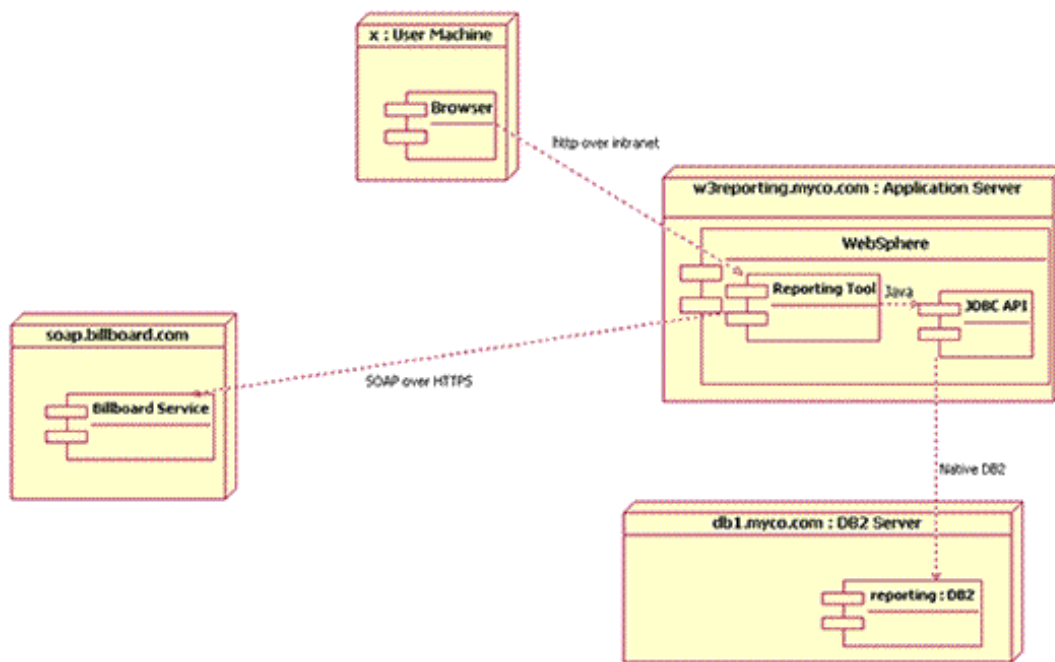 x : User Machine
Browser
http over intranet
w3reporting.myco.com : Application Server
WebSphere
Reporting Tool
Java
JDBC API
soap.billboard.com
SOAP over HTTPS
Billboard Service
Native DB2
db1.myco.com : DB2 Server
reporting : DB2